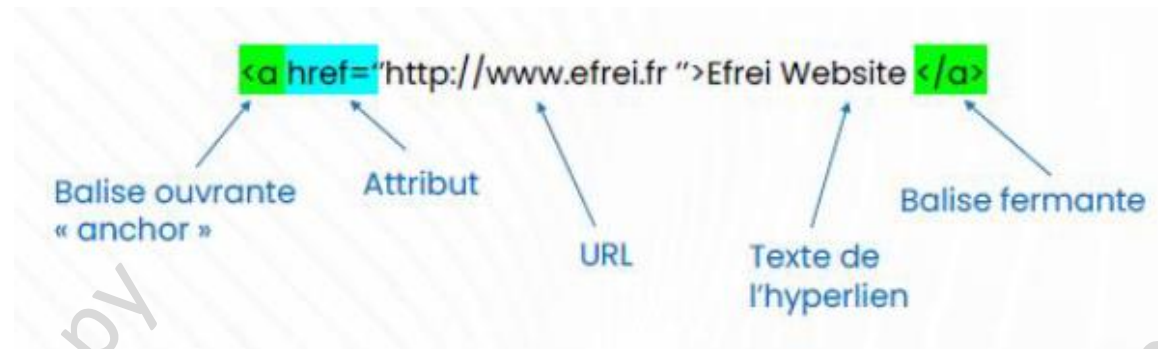 <a href="http://www.efrei.fr ">Efrei Website </a>
Balise ouvrante
« anchor »
Attribut
URL
Texte de
l'hyperlien
Balise fermante